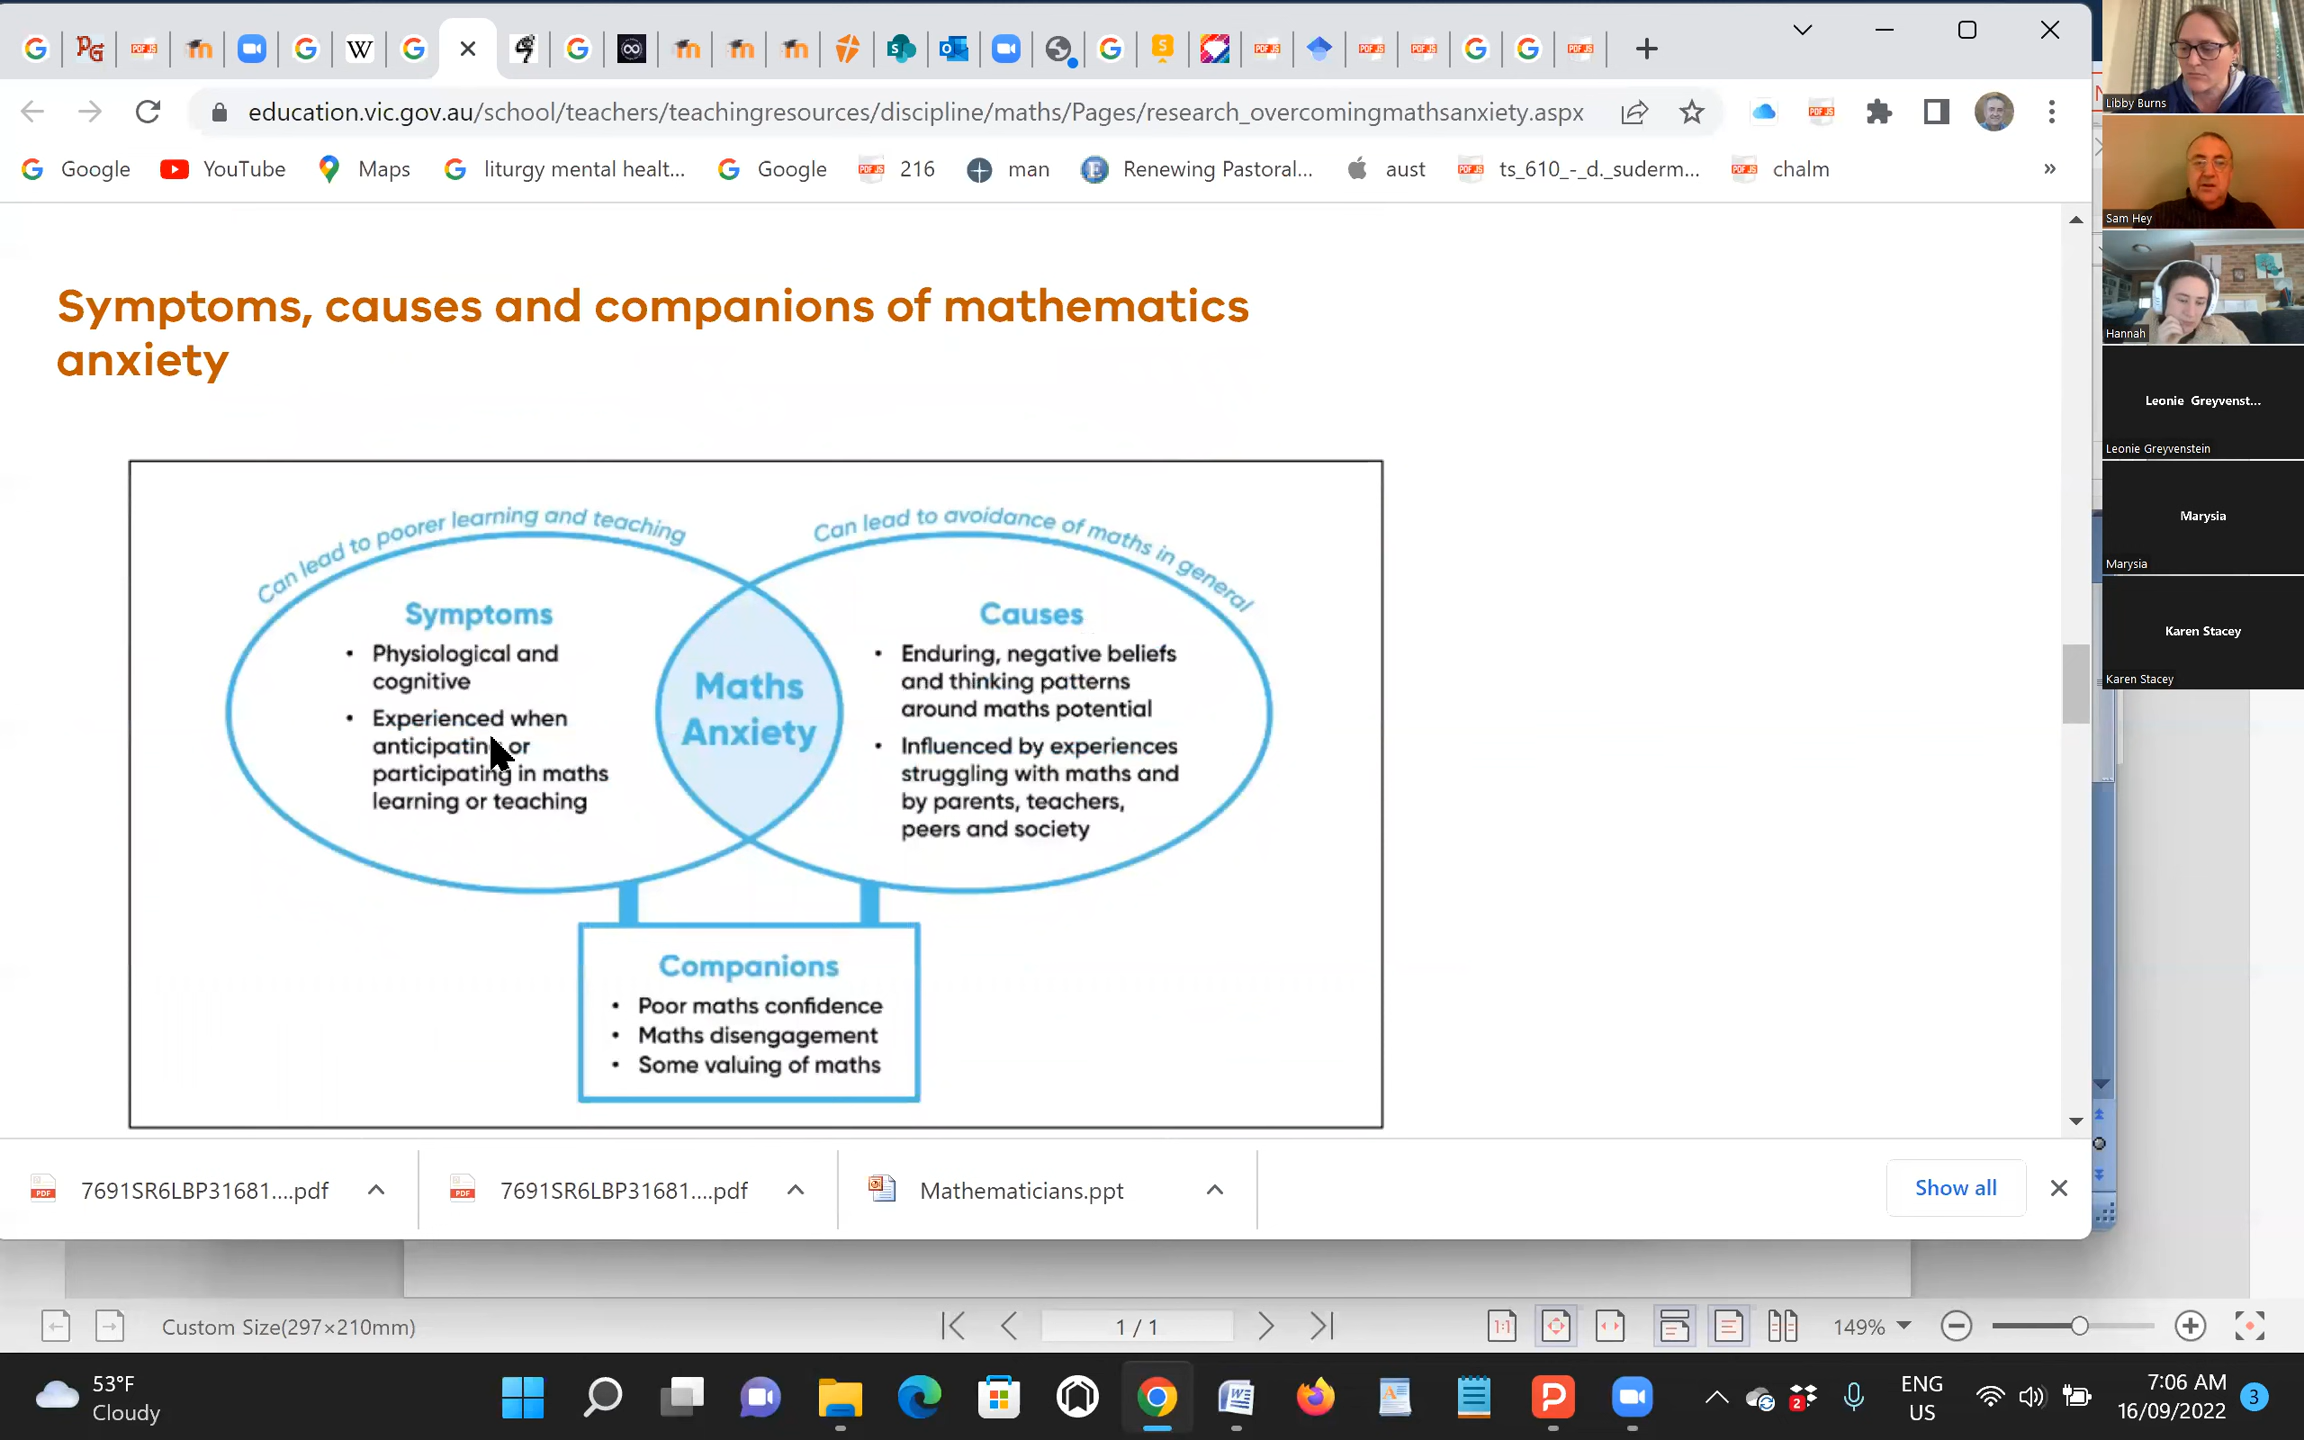 education.vic.gov.au/school/teachers/teachingresources/discipline/maths/Pages/research_overcomingmathsanxiety.aspx
Google YouTube Maps liturgy mental healt... Google 216 man Renewing Pastoral... aust ts_610_-_d._suderm... chalm »
Symptoms, causes and companions of mathematics
anxiety
Can lead to poorer learning and teaching
Can lead to avoidance of maths in general
Symptoms
• Physiological and
cognitive
• Experienced when
anticipating or
participating in maths
learning or teaching
Maths
Anxiety
Causes
• Enduring, negative beliefs
and thinking patterns
around maths potential
• Influenced by experiences
struggling with maths and
by parents, teachers,
peers and society
Companions
• Poor maths confidence
• Maths disengagement
• Some valuing of maths
7691SR6LBP31681....pdf
7691SR6LBP31681....pdf
Mathematicians.ppt
Show all
Custom Size(297×210mm)
1 / 1
1:1
149%
53°F
Cloudy
ENG
US
7:06 AM
16/09/2022
3
2
Libby Burns
Sam Hey
Hannah
Leonie Greyvenst...
Leonie Greyvenstein
Marysia
Marysia
Karen Stacey
Karen Stacey